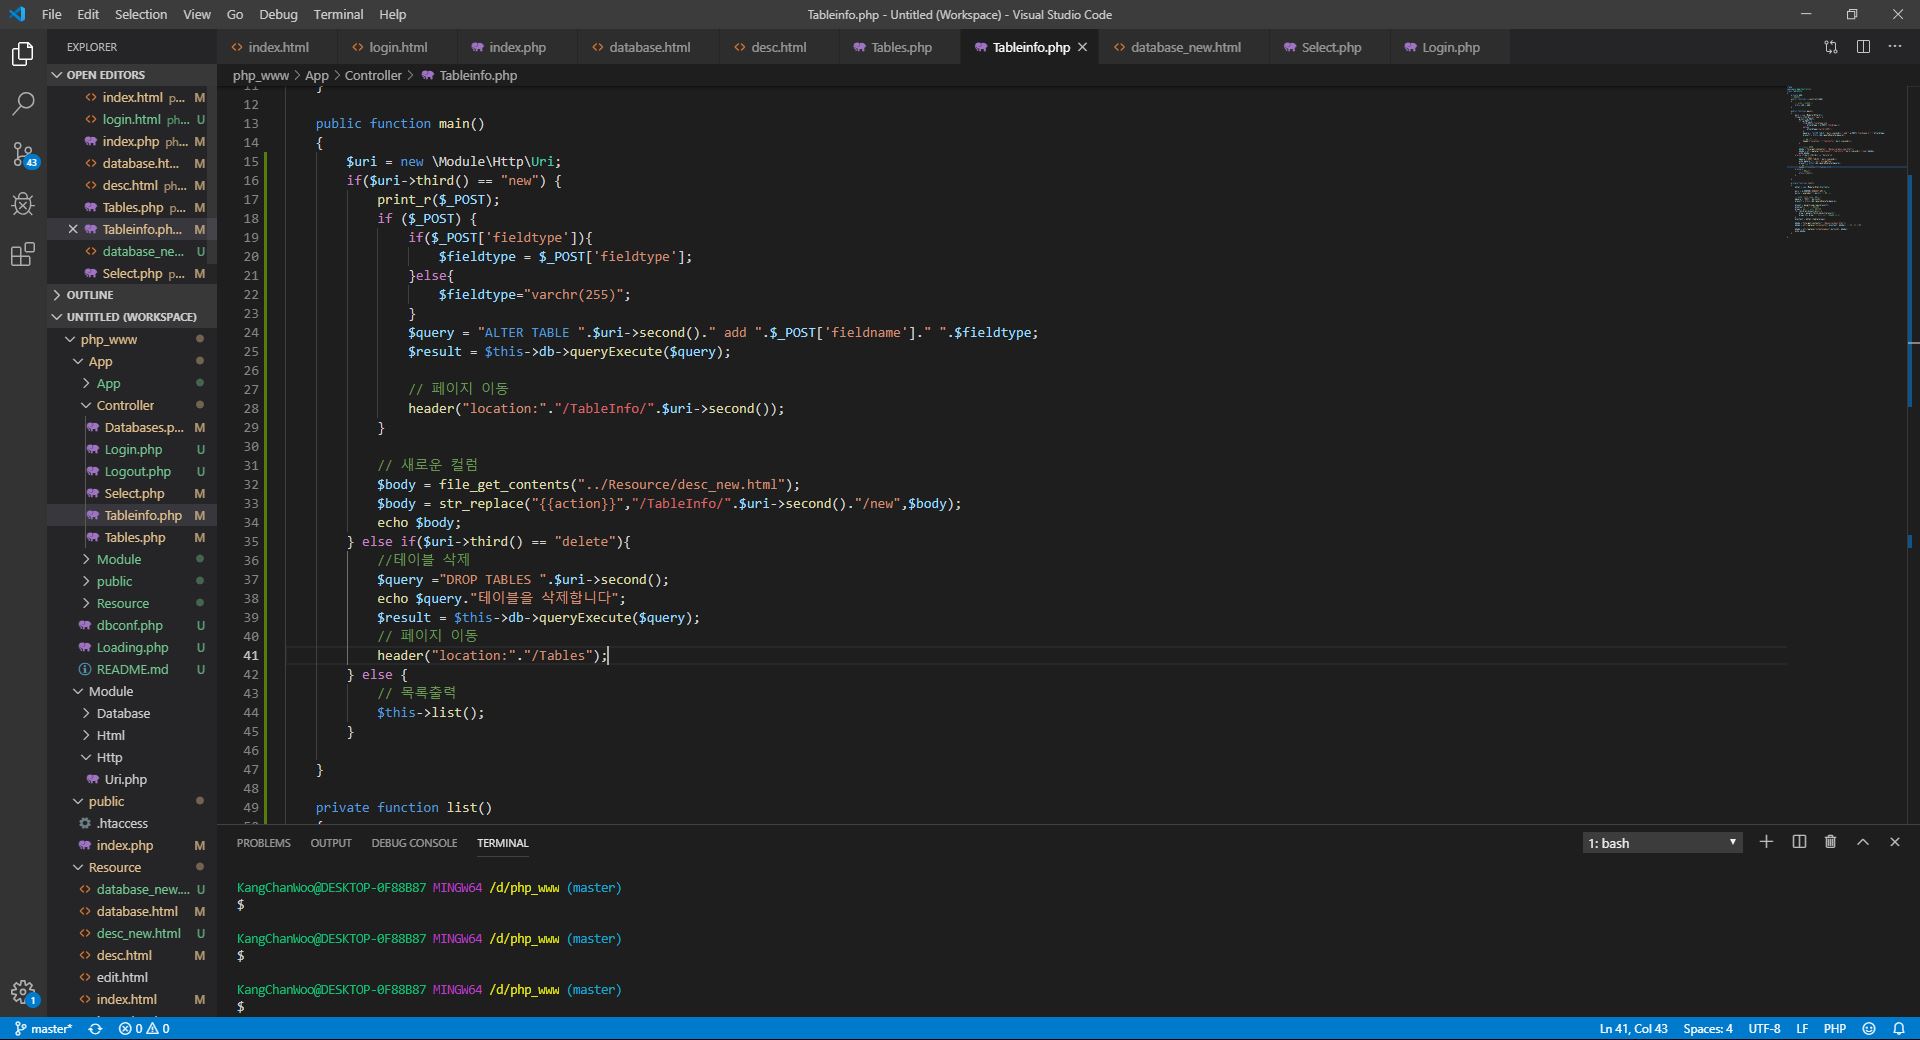 File Edit Selection View Go Debug Terminal Help
Tableinfo.php - Untitled (Workspace) - Visual Studio Code
EXPLORER
index.html login.html index.php database.html desc.html Tables.php Tableinfo.php database_new.html Select.php Login.php
php_www > App > Controller > Tableinfo.php
OPEN EDITORS
index.html p... M
login.html ph... U
index.php ph... M
database.ht... M
desc.html ph... M
Tables.php p... M
Tableinfo.ph... M
database_ne... U
Select.php p... M
OUTLINE
UNTITLED (WORKSPACE)
php_www
App
App
Controller
Databases.p... M
Login.php U
Logout.php U
Select.php M
Tableinfo.php M
Tables.php M
Module
public
Resource
dbconf.php U
Loading.php U
README.md U
Module
Database
Html
Http
Uri.php
public
.htaccess
index.php M
Resource
database_new.... U
database.html M
desc_new.html U
desc.html M
edit.html
index.html M
43
1
11 }
12
13 public function main()
14 {
15 $uri = new \Module\Http\Uri;
16 if($uri->third() == "new") {
17 print_r($_POST);
18 if ($_POST) {
19 if($_POST['fieldtype']){
20 $fieldtype = $_POST['fieldtype'];
21 }else{
22 $fieldtype="varchr(255)";
23 }
24 $query = "ALTER TABLE ".$uri->second()." add ".$_POST['fieldname']." ".$fieldtype;
25 $result = $this->db->queryExecute($query);
26
27 // 페이지 이동
28 header("location:"."/TableInfo/".$uri->second());
29 }
30
31 // 새로운 컬럼
32 $body = file_get_contents("../Resource/desc_new.html");
33 $body = str_replace("{{action}}","/TableInfo/".$uri->second()."/new",$body);
34 echo $body;
35 } else if($uri->third() == "delete"){
36 //테이블 삭제
37 $query ="DROP TABLES ".$uri->second();
38 echo $query."테이블을 삭제합니다";
39 $result = $this->db->queryExecute($query);
40 // 페이지 이동
41 header("location:"."/Tables");
42 } else {
43 // 목록출력
44 $this->list();
45 }
46
47 }
48
49 private function list()
PROBLEMS OUTPUT DEBUG CONSOLE TERMINAL
1: bash
KangChanWoo@DESKTOP-0F88B87 MINGW64 /d/php_www (master)
$
KangChanWoo@DESKTOP-0F88B87 MINGW64 /d/php_www (master)
$
KangChanWoo@DESKTOP-0F88B87 MINGW64 /d/php_www (master)
$
master* 0 0
Ln 41, Col 43 Spaces: 4 UTF-8 LF PHP